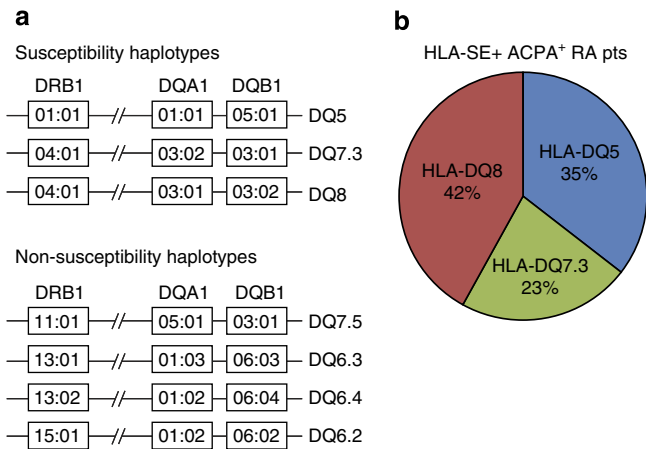 a
Susceptibility haplotypes
DRB1 DQA1 DQB1
01:01 // 01:01 05:01 DQ5
04:01 // 03:02 03:01 DQ7.3
04:01 // 03:01 03:02 DQ8
Non-susceptibility haplotypes
DRB1 DQA1 DQB1
11:01 // 05:01 03:01 DQ7.5
13:01 // 01:03 06:03 DQ6.3
13:02 // 01:02 06:04 DQ6.4
15:01 // 01:02 06:02 DQ6.2
b
HLA-SE+ ACPA⁺ RA pts
HLA-DQ5
35%
HLA-DQ8
42%
HLA-DQ7.3
23%